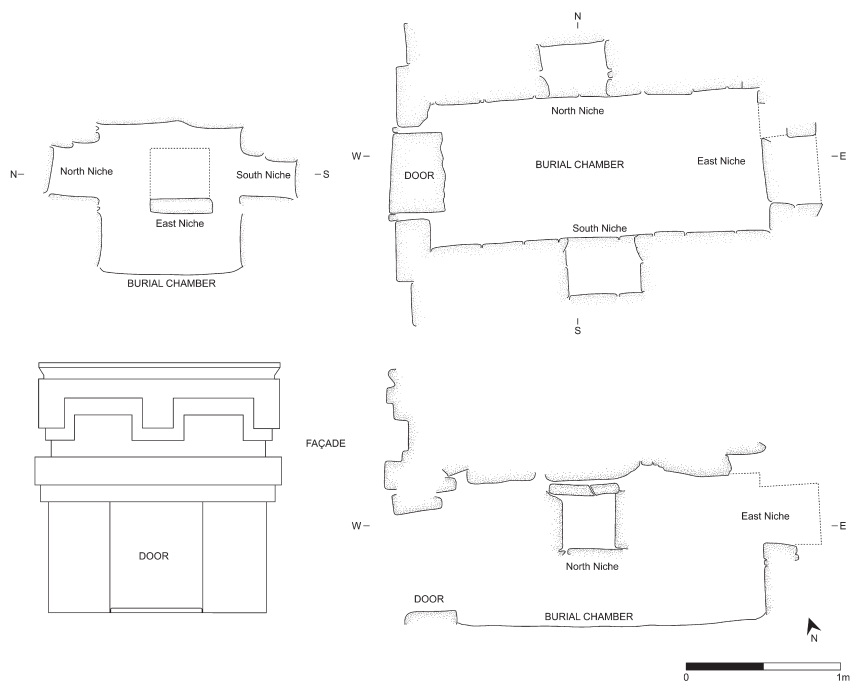 N
North Niche
W
DOOR
BURIAL CHAMBER
East Niche
E
South Niche
S
N
North Niche
South Niche
S
East Niche
BURIAL CHAMBER
FAÇADE
DOOR
W
East Niche
E
North Niche
DOOR
BURIAL CHAMBER
N
0
1m